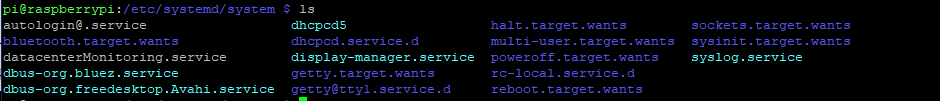 pi@raspberrypi:/etc/systemd/system $ ls
autologin@.service dhcpcd5 halt.target.wants sockets.target.wants
bluetooth.target.wants dhcpcd.service.d multi-user.target.wants sysinit.target.wants
datacenterMonitoring.service display-manager.service poweroff.target.wants syslog.service
dbus-org.bluez.service getty.target.wants rc-local.service.d
dbus-org.freedesktop.Avahi.service getty@tty1.service.d reboot.target.wants